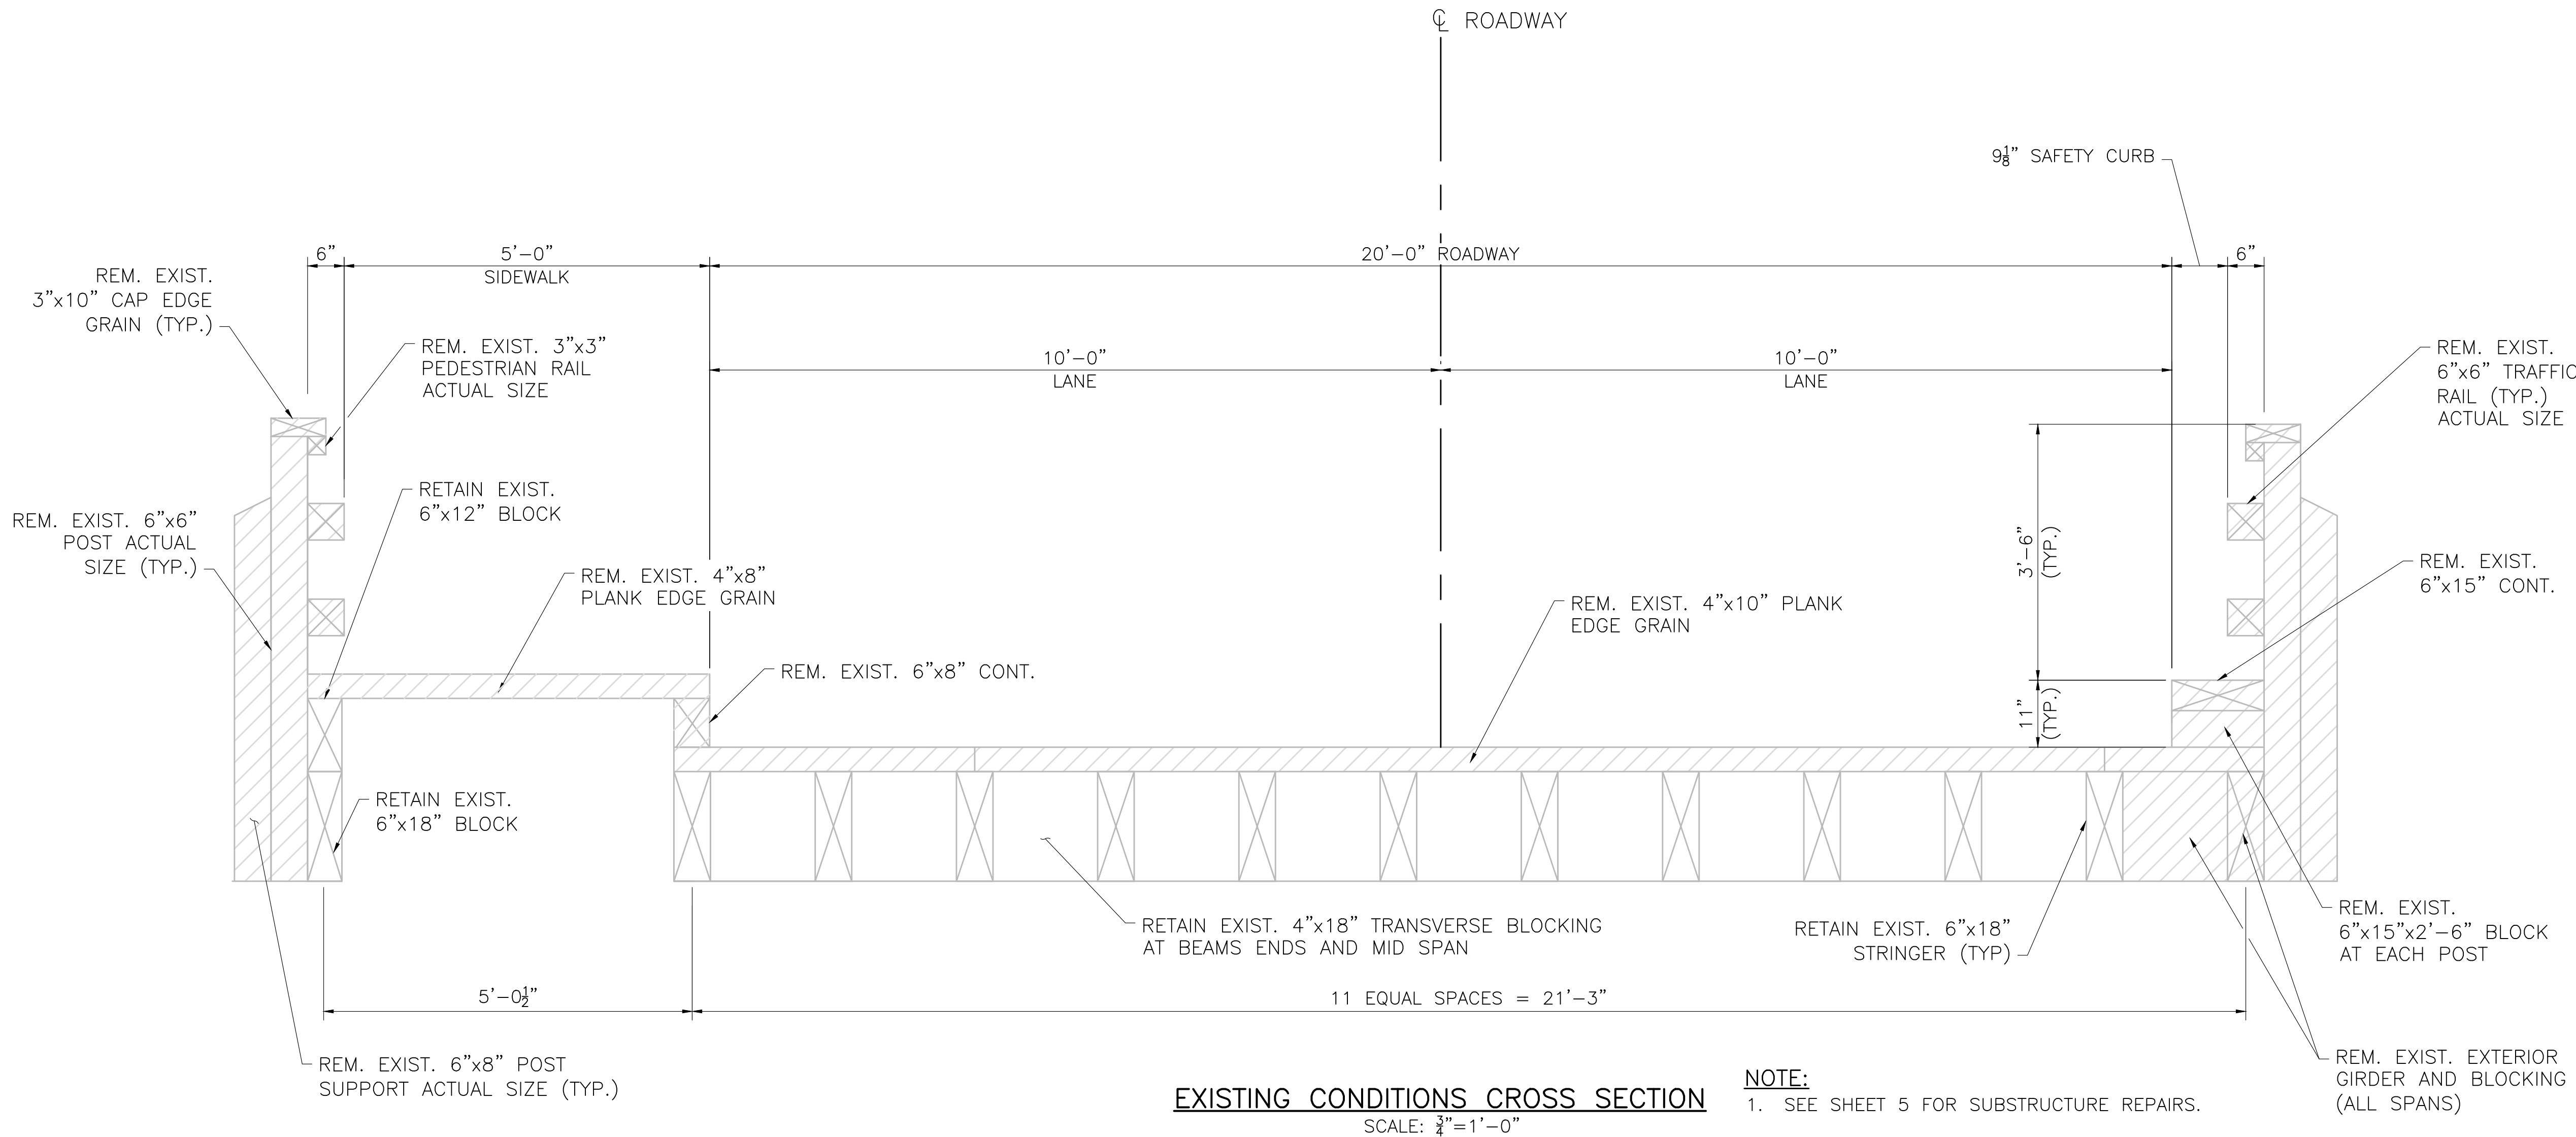 ℄ ROADWAY
9⅛" SAFETY CURB
6"
5'-0"
SIDEWALK
20'-0" ROADWAY
6"
REM. EXIST.
3"x10" CAP EDGE
GRAIN (TYP.)
REM. EXIST. 3"x3"
PEDESTRIAN RAIL
ACTUAL SIZE
10'-0"
LANE
10'-0"
LANE
REM. EXIST.
6"x6" TRAFFIC
RAIL (TYP.)
ACTUAL SIZE
RETAIN EXIST.
6"x12" BLOCK
REM. EXIST. 6"x6"
POST ACTUAL
SIZE (TYP.)
3'-6"
(TYP.)
REM. EXIST.
6"x15" CONT.
REM. EXIST. 4"x8"
PLANK EDGE GRAIN
REM. EXIST. 4"x10" PLANK
EDGE GRAIN
REM. EXIST. 6"x8" CONT.
11"
(TYP.)
RETAIN EXIST.
6"x18" BLOCK
RETAIN EXIST. 4"x18" TRANSVERSE BLOCKING
AT BEAMS ENDS AND MID SPAN
RETAIN EXIST. 6"x18"
STRINGER (TYP)
REM. EXIST.
6"x15"x2'-6" BLOCK
AT EACH POST
5'-0½"
11 EQUAL SPACES = 21'-3"
REM. EXIST. 6"x8" POST
SUPPORT ACTUAL SIZE (TYP.)
REM. EXIST. EXTERIOR
GIRDER AND BLOCKING
(ALL SPANS)
EXISTING CONDITIONS CROSS SECTION
SCALE: ¾"=1'-0"
NOTE:
1. SEE SHEET 5 FOR SUBSTRUCTURE REPAIRS.